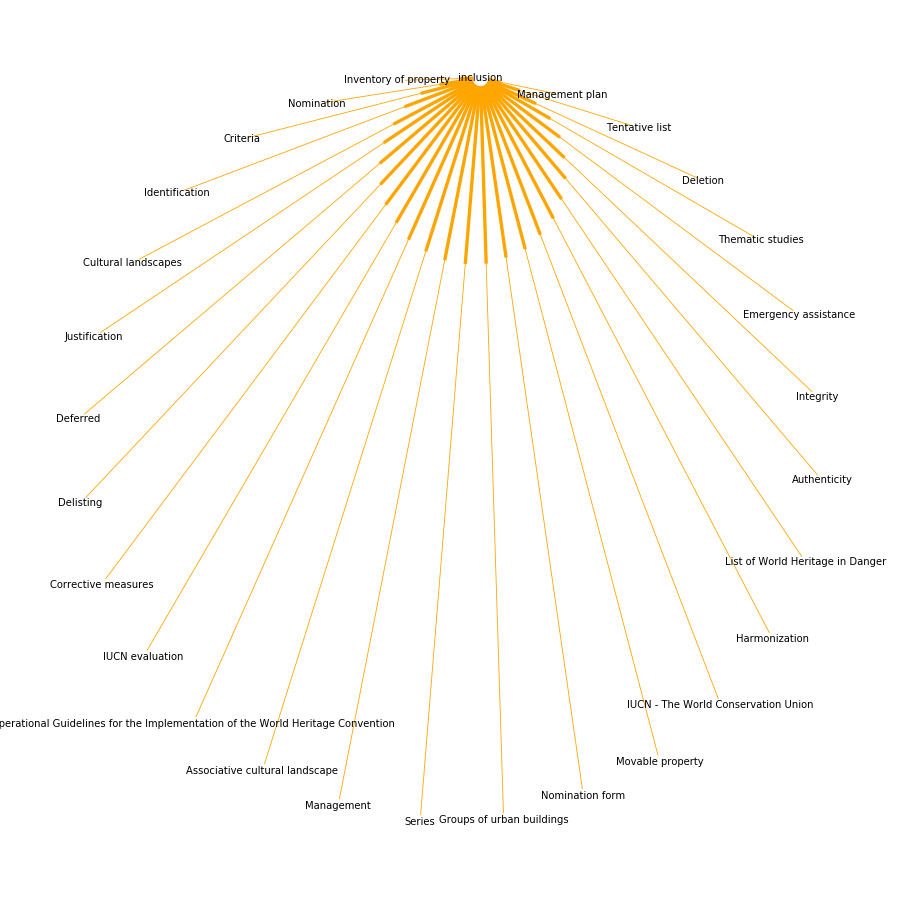 inclusion
Inventory of property
Management plan
Nomination
Tentative list
Criteria
Deletion
Identification
Thematic studies
Cultural landscapes
Emergency assistance
Justification
Integrity
Deferred
Authenticity
Delisting
List of World Heritage in Danger
Corrective measures
Harmonization
IUCN evaluation
IUCN - The World Conservation Union
perational Guidelines for the Implementation of the World Heritage Convention
Movable property
Associative cultural landscape
Nomination form
Management
Groups of urban buildings
Series